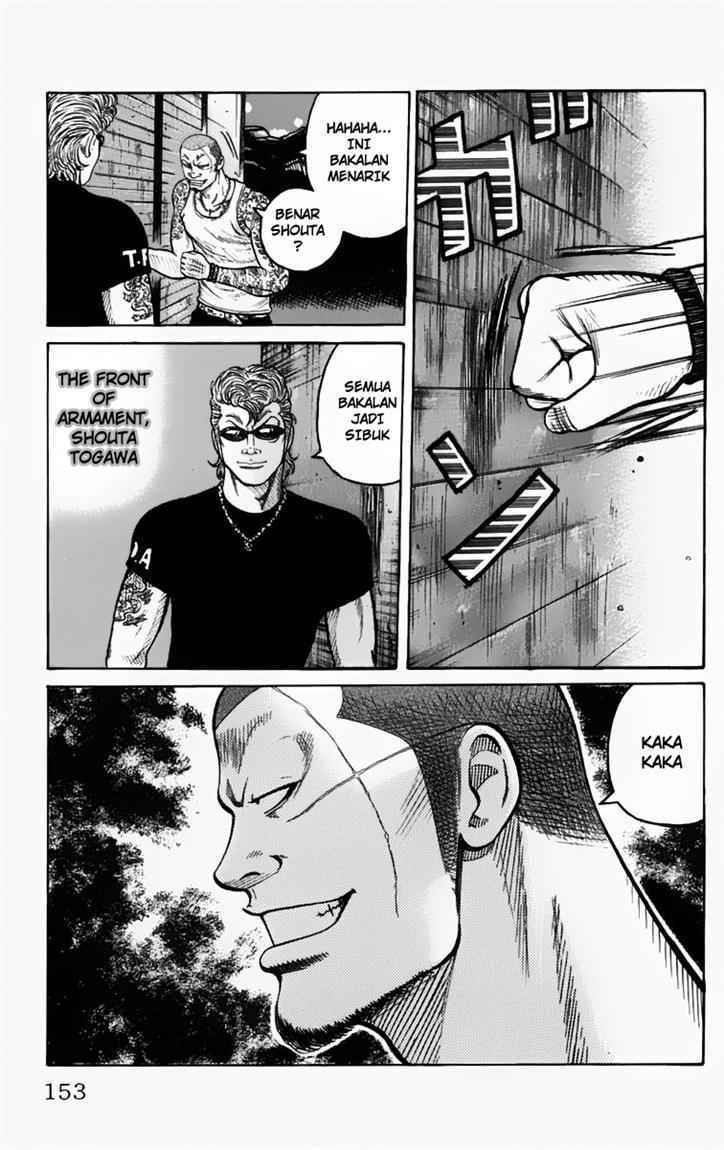 HAHAHA...
INI
BAKALAN
MENARIK
BENAR
SHOUTA
?
T.F
THE FRONT
OF
ARMAMENT,
SHOUTA
TOGAWA
SEMUA
BAKALAN
JADI
SIBUK
.A
KAKA
KAKA
153